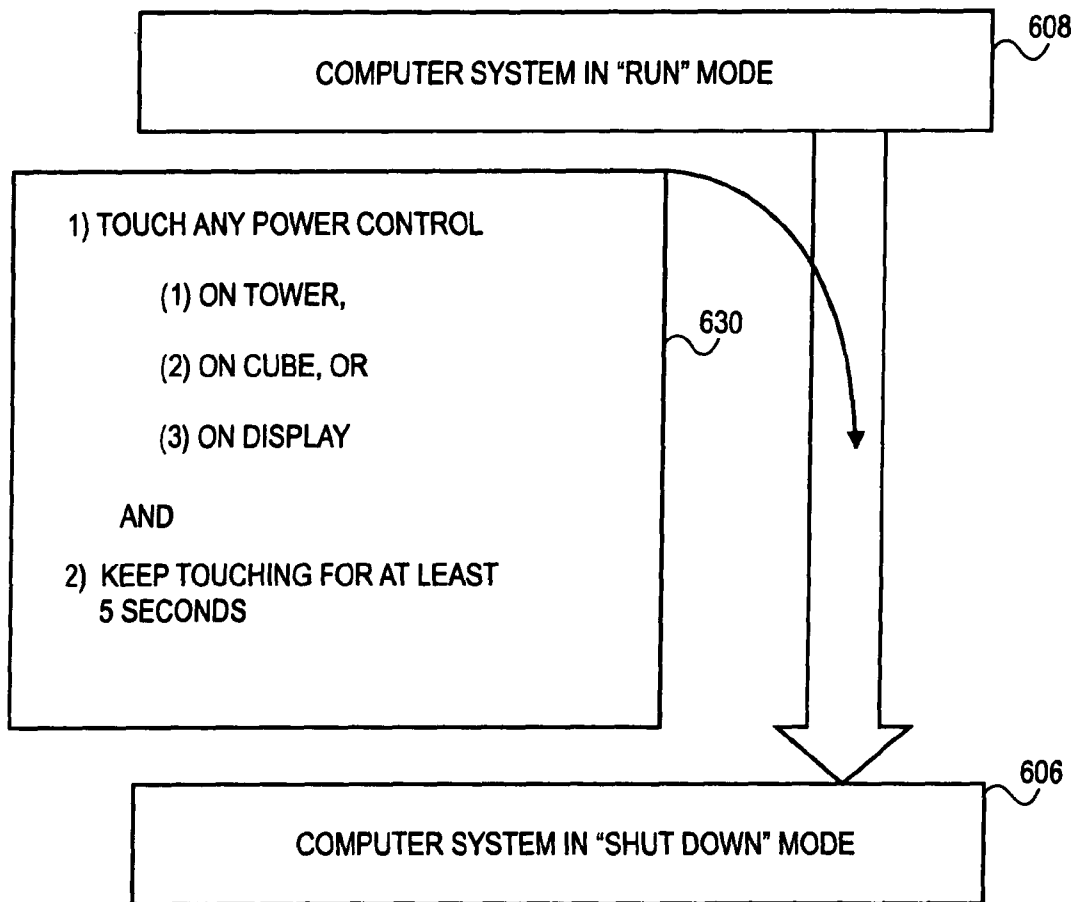 608
COMPUTER SYSTEM IN “RUN” MODE
1) TOUCH ANY POWER CONTROL
(1) ON TOWER,
(2) ON CUBE, OR
(3) ON DISPLAY
AND
2) KEEP TOUCHING FOR AT LEAST
5 SECONDS
630
606
COMPUTER SYSTEM IN “SHUT DOWN” MODE